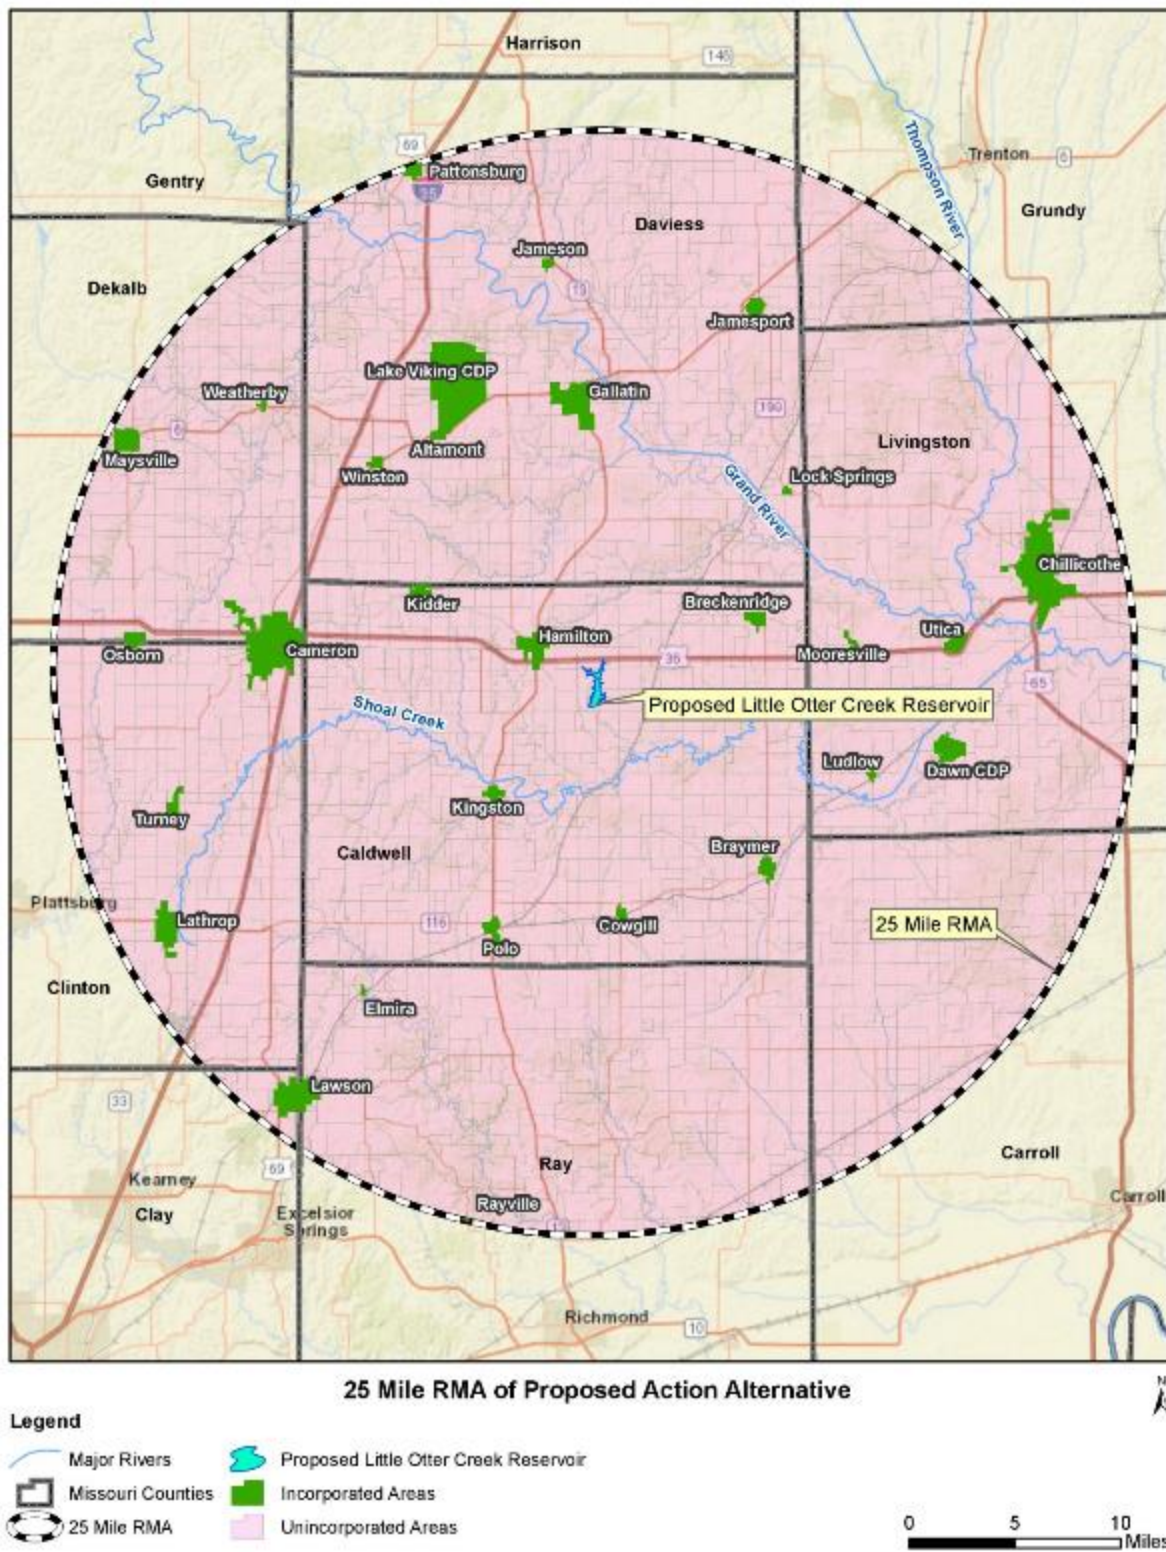 Harrison
146
69
Pattonsburg
35
Gentry
Thompson River
Trenton
6
Grundy
Daviess
Jameson
13
Dekalb
Jamesport
Lake Viking CDP
Weatherby
Gallatin
190
6
Maysville
Altamont
Winston
Livingston
Lock Springs
Grand River
Chillicothe
Kidder
Breckenridge
Hamilton
Utica
Osborn
Cameron
36
Mooresville
65
Proposed Little Otter Creek Reservoir
Shoal Creek
Ludlow
Dawn CDP
Kingston
Turney
Caldwell
Braymer
Plattsburg
Lathrop
116
Cowgill
25 Mile RMA
Polo
Clinton
Elmira
Lawson
33
69
Kearney
Clay
Excelsior
Springs
Ray
Rayville
Carroll
Carroll
Richmond
10
25 Mile RMA of Proposed Action Alternative
N
Legend
Major Rivers
Proposed Little Otter Creek Reservoir
Missouri Counties
Incorporated Areas
25 Mile RMA
Unincorporated Areas
0 5 10
Miles